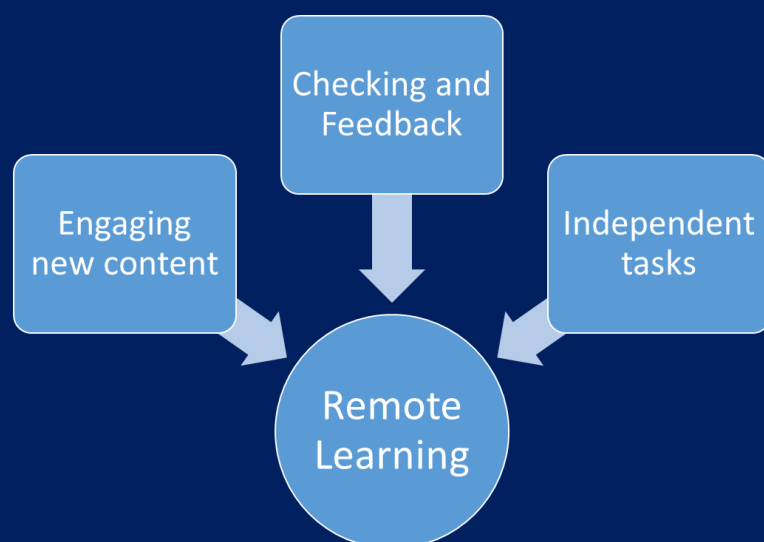 Checking and
Feedback
Engaging
new content
Independent
tasks
Remote
Learning